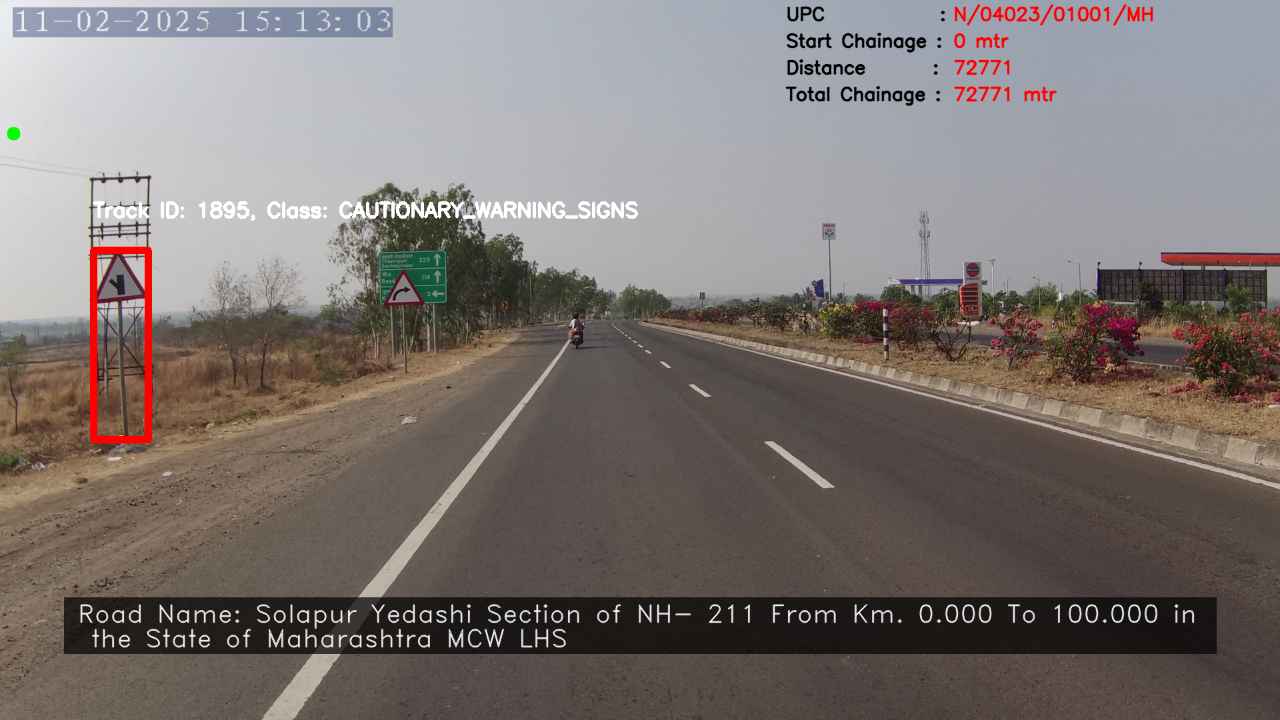 11-02-2025 15:13:03
UPC : N/04023/01001/MH
Start Chainage : 0 mtr
Distance : 72771
Total Chainage : 72771 mtr
Track ID: 1895, Class: CAUTIONARY_WARNING_SIGNS
Road Name: Solapur Yedashi Section of NH- 211 From Km. 0.000 To 100.000 in
the State of Maharashtra MCW LHS